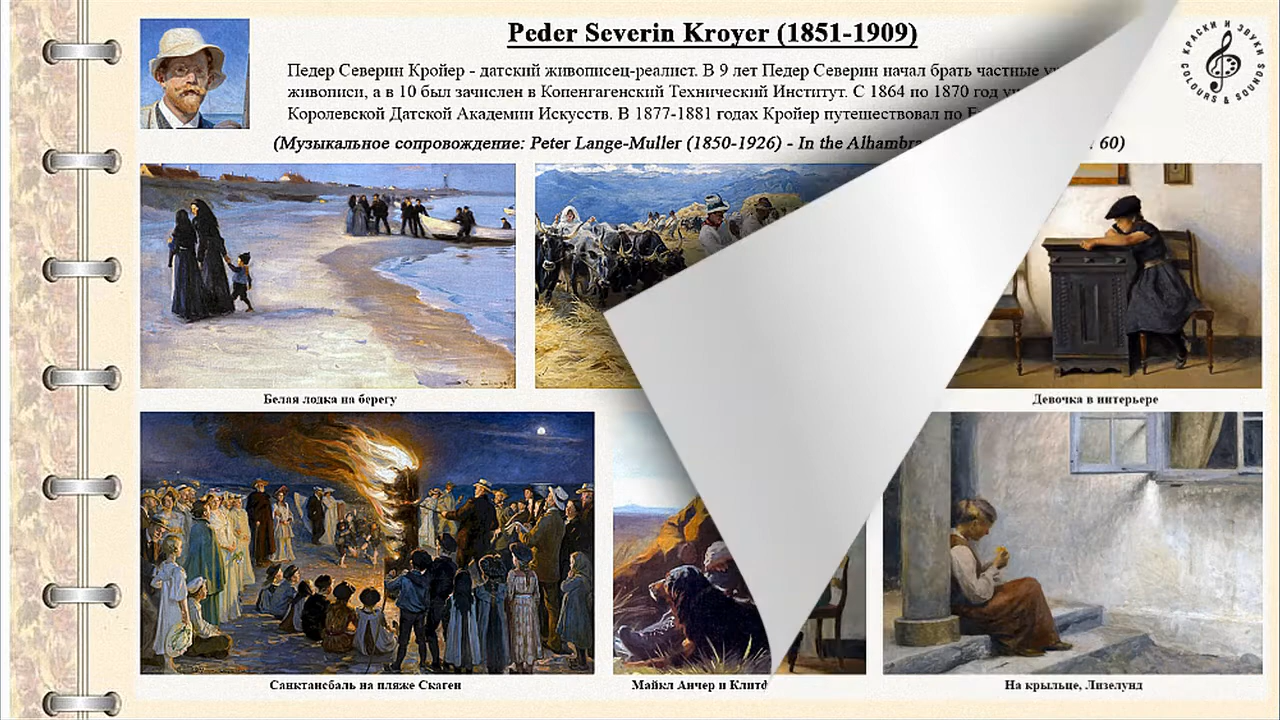 Peder Severin Kroyer (1851-1909)
КРАСКИ И ЗВУКИ
COLOURS & SOUNDS
Педер Северин Кройер - датский живописец-реалист. В 9 лет Педер Северин начал брать частные
живописи, а в 10 был зачислен в Копенгагенский Технический Институт. С 1864 по 1870 год
Королевской Датской Академии Искусств. В 1877-1881 годах Кройер путешествовал по
(Музыкальное сопровождение: Peter Lange-Muller (1850-1926) - In the Alhambra 60)
Белая лодка на берегу
Девочка в интерьере
Санктансбаль на пляже Скаген
Майкл Анчер и
На крыльце, Лизелунд